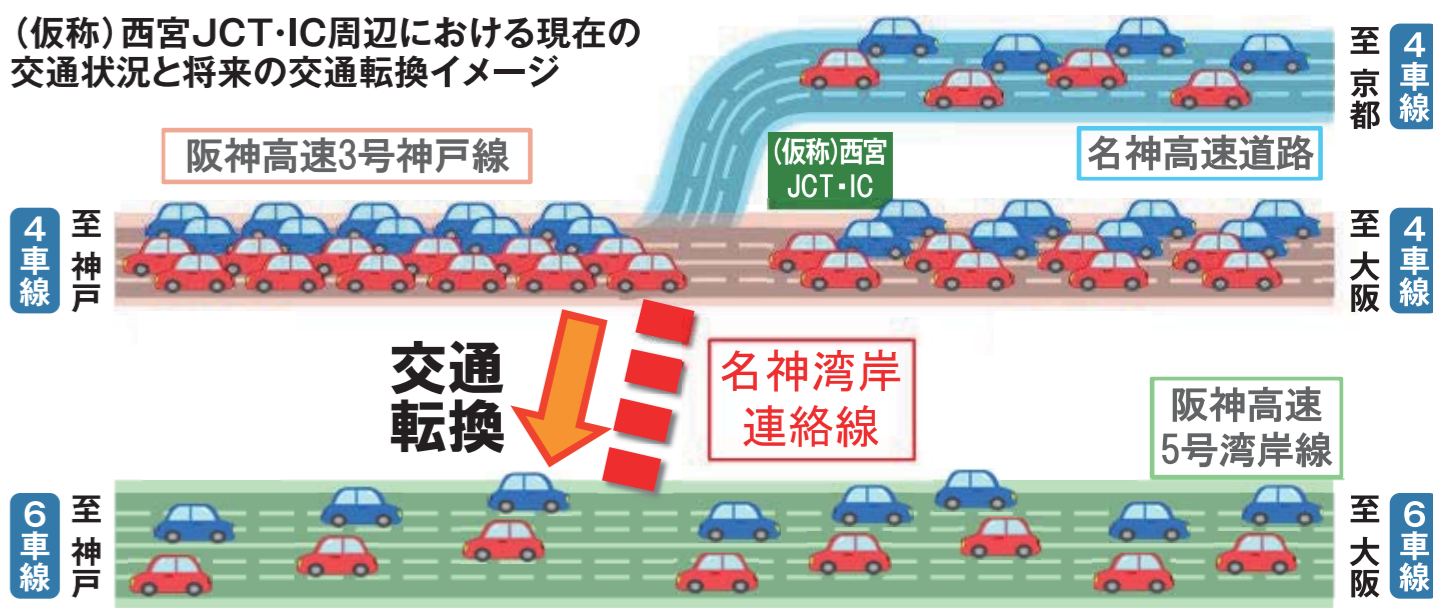 (仮称)西宮JCT・IC周辺における現在の
交通状況と将来の交通転換イメージ
至京都
4車線
阪神高速3号神戸線
(仮称)西宮
JCT・IC
名神高速道路
4車線
至神戸
至大阪
4車線
交通
転換
名神湾岸
連絡線
阪神高速
5号湾岸線
6車線
至神戸
至大阪
6車線